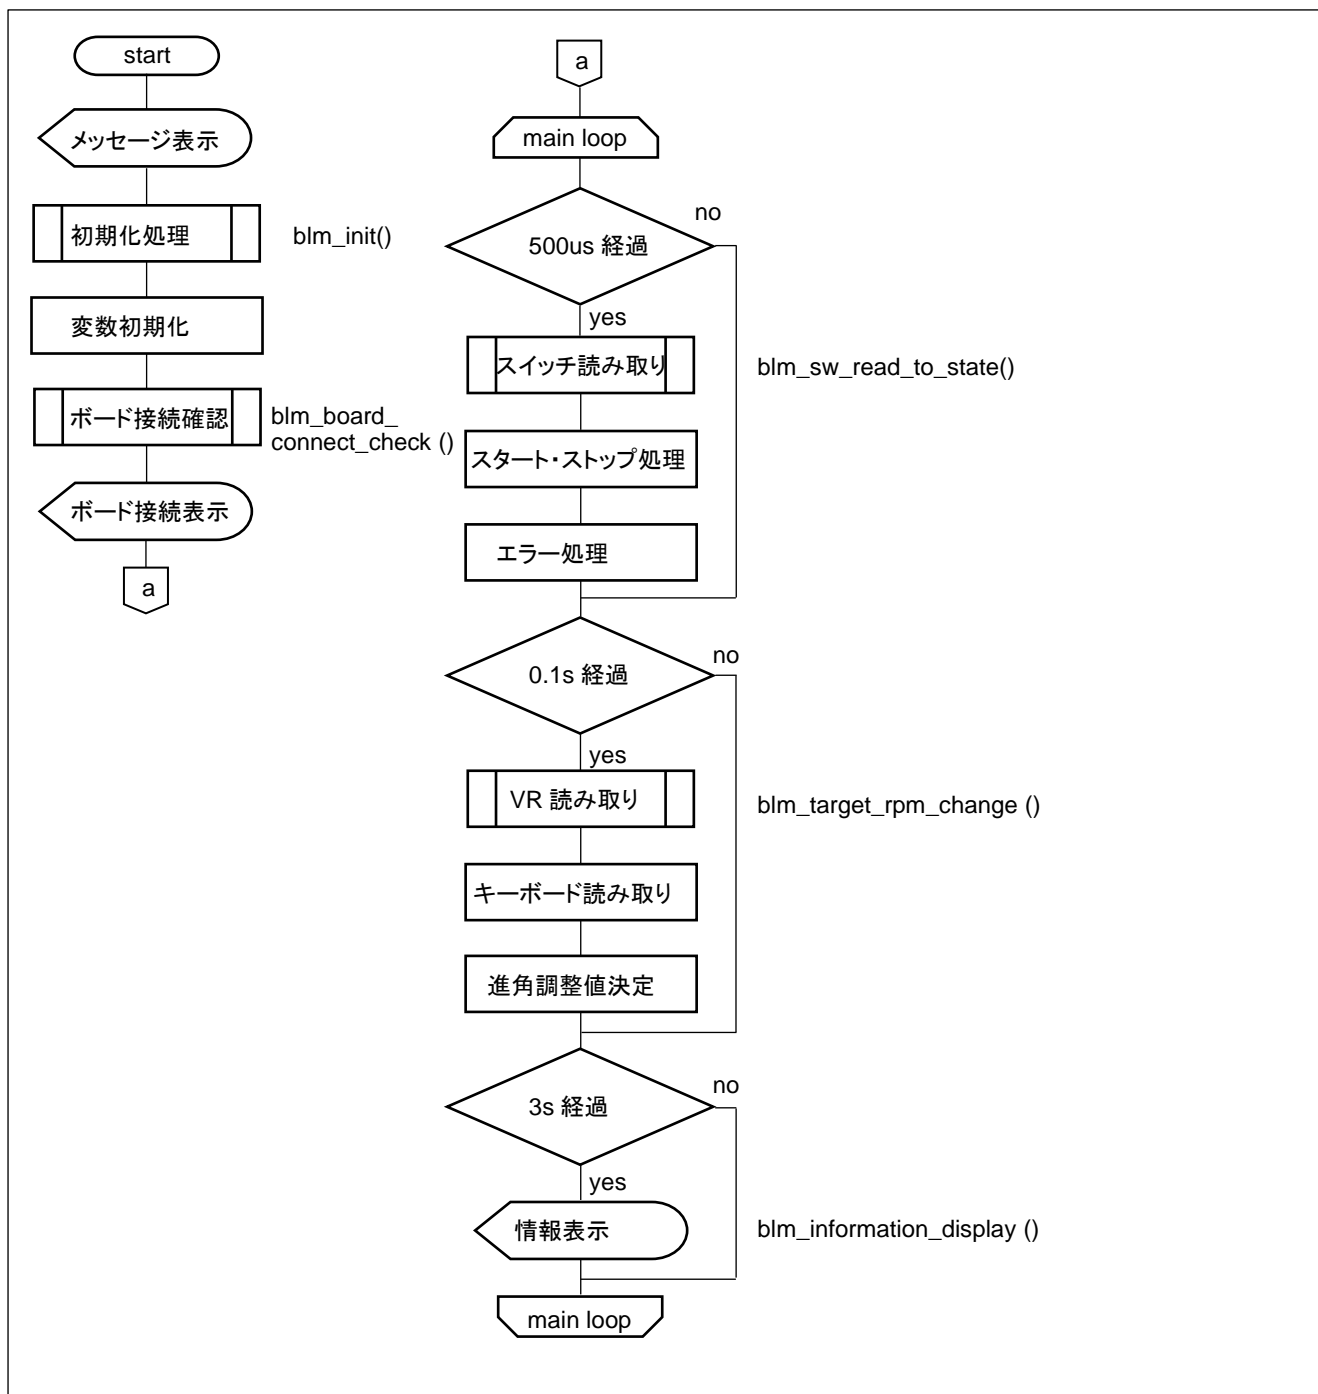 start
メッセージ表示
初期化処理
blm_init()
変数初期化
ボード接続確認
blm_board_
connect_check ()
ボード接続表示
a
a
main loop
500us 経過
no
yes
スイッチ読み取り
blm_sw_read_to_state()
スタート・ストップ処理
エラー処理
0.1s 経過
no
yes
VR 読み取り
blm_target_rpm_change ()
キーボード読み取り
進角調整値決定
3s 経過
no
yes
情報表示
blm_information_display ()
main loop